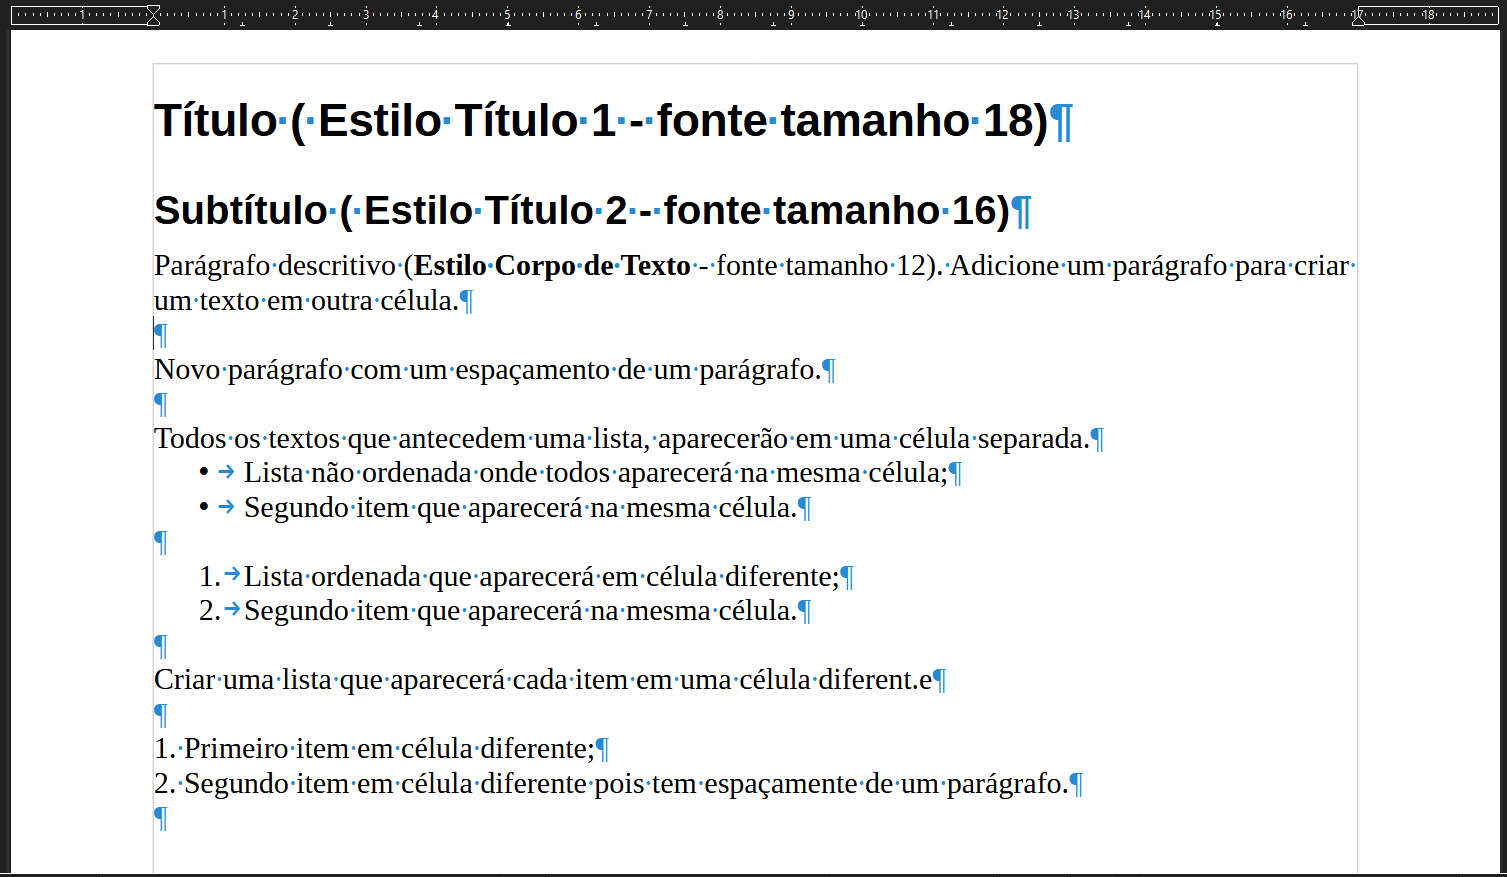 1 1 2 3 4 5 6 7 8 9 10 11 12 13 14 15 16 17 18
Título ( Estilo Título 1 - fonte tamanho 18)¶
Subtítulo ( Estilo Título 2 - fonte tamanho 16)¶
Parágrafo descritivo (Estilo Corpo de Texto - fonte tamanho 12). Adicione um parágrafo para criar
um texto em outra célula.¶
¶
Novo parágrafo com um espaçamento de um parágrafo.¶
¶
Todos os textos que antecedem uma lista, aparecerão em uma célula separada.¶
• → Lista não ordenada onde todos aparecerá na mesma célula;¶
• → Segundo item que aparecerá na mesma célula.¶
¶
1.→Lista ordenada que aparecerá em célula diferente;¶
2.→Segundo item que aparecerá na mesma célula.¶
¶
Criar uma lista que aparecerá cada item em uma célula diferent.e¶
¶
1. Primeiro item em célula diferente;¶
2. Segundo item em célula diferente pois tem espaçamente de um parágrafo.¶
¶